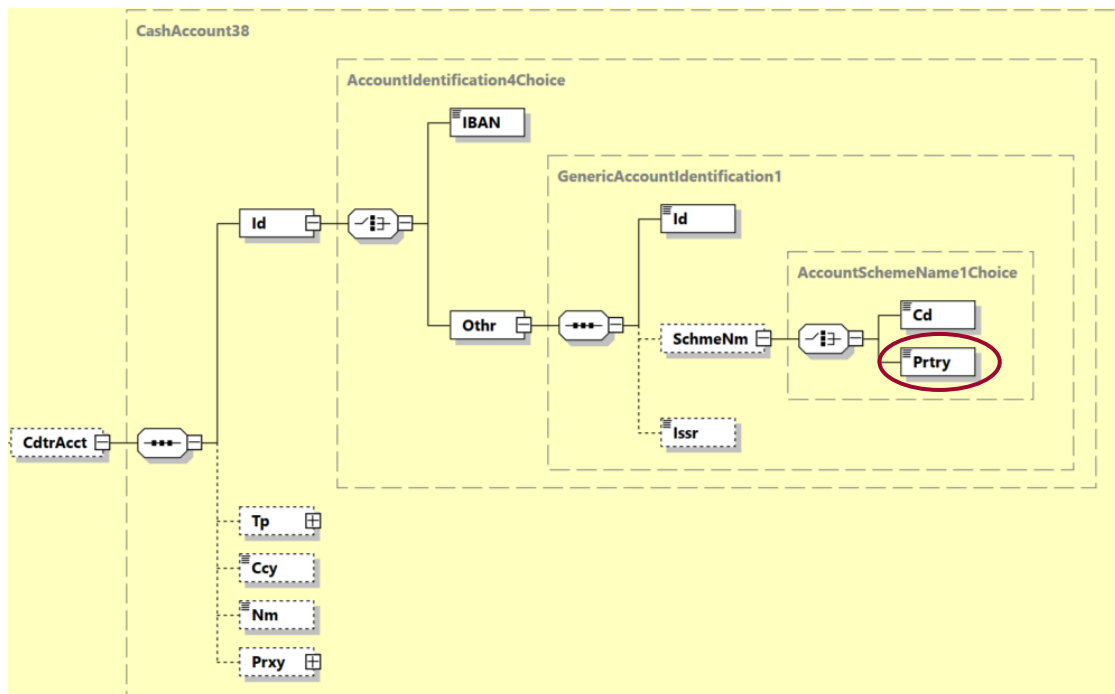 CashAccount38
AccountIdentification4Choice
IBAN
GenericAccountIdentification1
Id
Id
AccountSchemeName1Choice
Cd
Othr
SchmeNm
Prtry
Issr
CdtrAcct
Tp
Ccy
Nm
Prxy